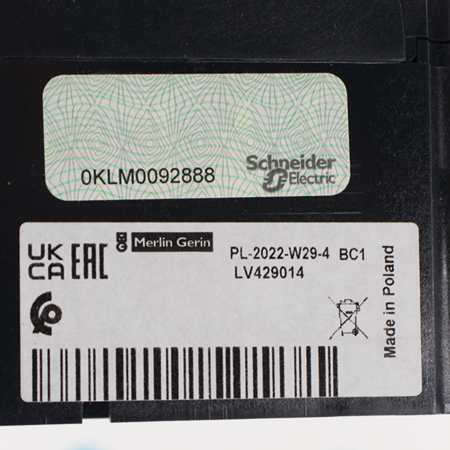 0KLM0092888
Schneider
Electric
UK
CA
EAC
Merlin Gerin
PL-2022-W29-4 BC1
LV429014
Made in Poland